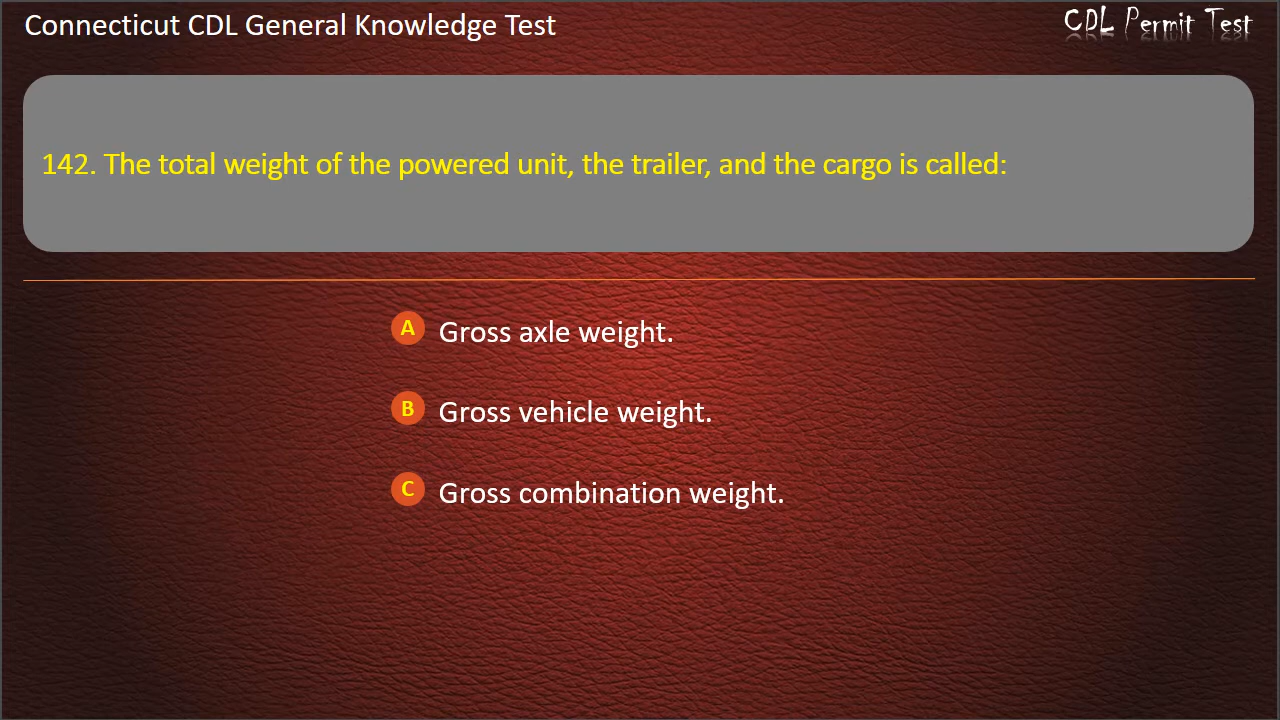 Connecticut CDL General Knowledge Test
CDL Permit Test
142. The total weight of the powered unit, the trailer, and the cargo is called:
A Gross axle weight.
B Gross vehicle weight.
C Gross combination weight.